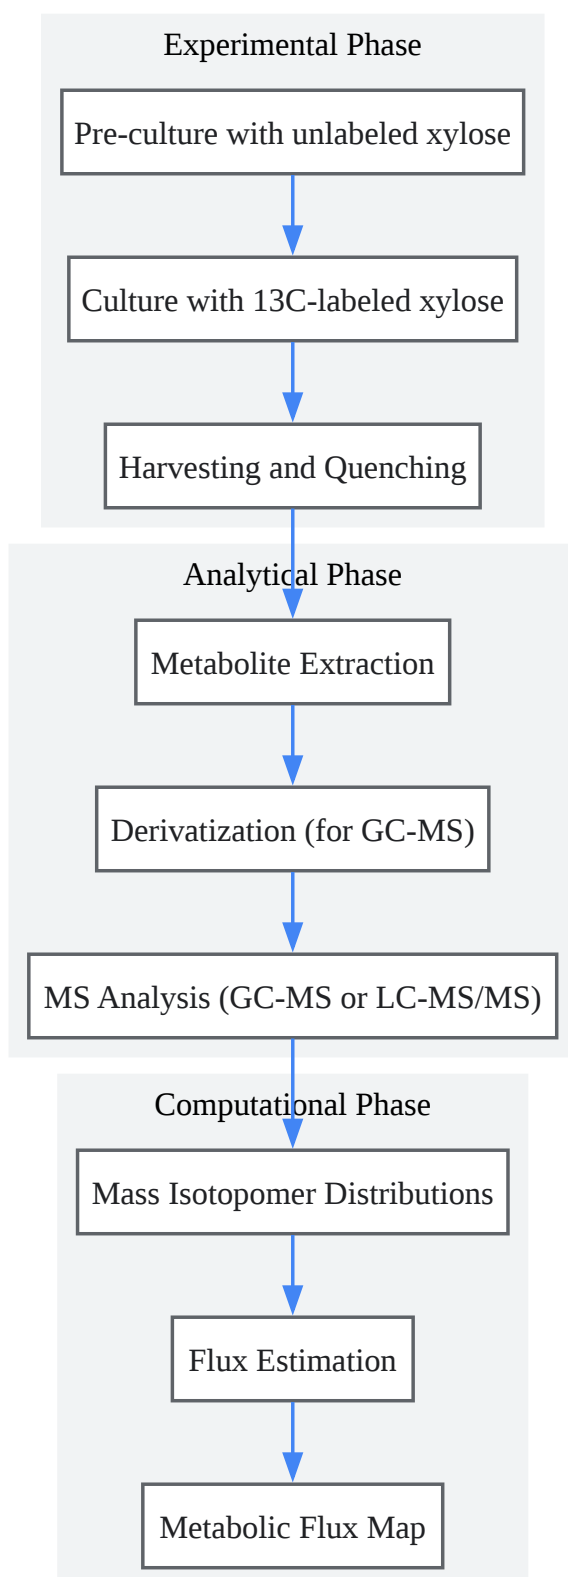 Experimental Phase
Pre-culture with unlabeled xylose
Culture with 13C-labeled xylose
Harvesting and Quenching
Analytical Phase
Metabolite Extraction
Derivatization (for GC-MS)
MS Analysis (GC-MS or LC-MS/MS)
Computational Phase
Mass Isotopomer Distributions
Flux Estimation
Metabolic Flux Map